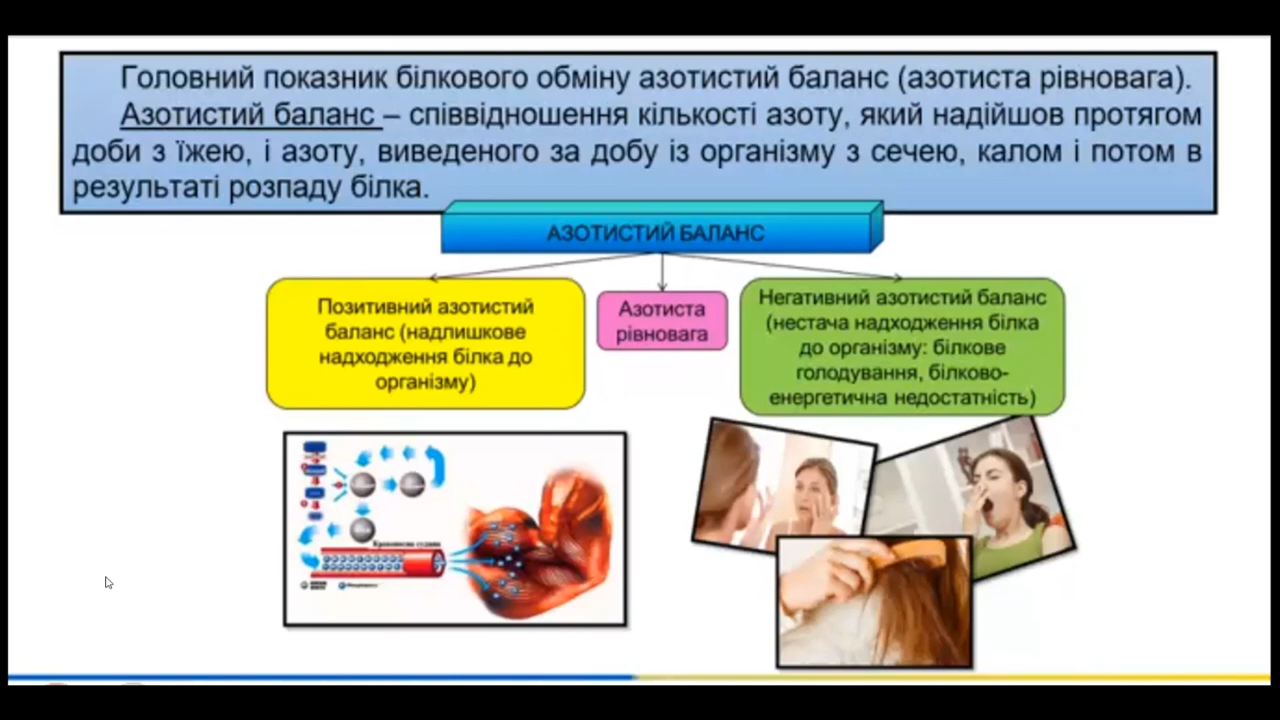 Головний показник білкового обміну азотистий баланс (азотиста рівновага).
Азотистий баланс – співвідношення кількості азоту, який надійшов протягом
доби з їжею, і азоту, виведеного за добу із організму з сечею, калом і потом в
результаті розпаду білка.
АЗОТИСТИЙ БАЛАНС
Позитивний азотистий
баланс (надлишкове
надходження білка до
організму)
Азотиста
рівновага
Негативний азотистий баланс
(нестача надходження білка
до організму: білкове
голодування, білково-
енергетична недостатність)